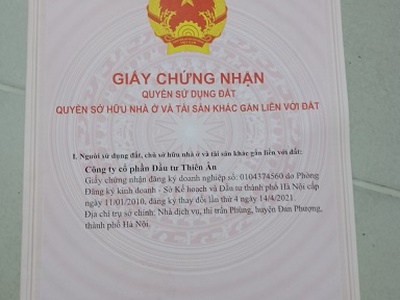 GIẤY CHỨNG NHẬN
QUYỀN SỬ DỤNG ĐẤT
QUYỀN SỞ HỮU NHÀ Ở VÀ TÀI SẢN KHÁC GẮN LIỀN VỚI ĐẤT
I. Người sử dụng đất, chủ sở hữu nhà ở và tài sản khác gắn liền với đất:
Công ty cổ phần Đầu tư Thiên Ân
Giấy chứng nhận đăng ký doanh nghiệp số: 0104374560 do Phòng
Đăng ký kinh doanh - Sở Kế hoạch và Đầu tư thành phố Hà Nội cấp
ngày 11/01/2010, đăng ký thay đổi lần thứ 4 ngày 14/4/2021.
Địa chỉ trụ sở chính: Nhà dịch vụ, thị trấn Phùng, huyện Đan Phượng,
thành phố Hà Nội.